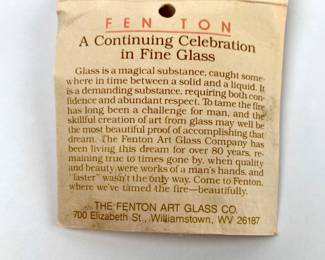 FENTON
A Continuing Celebration
in Fine Glass
Glass is a magical substance, caught some-
where in time between a solid and a liquid. It
is a demanding substance, requiring both con-
fidence and abundant respect. To tame the fire
has long been a challenge for man, and the
skillful creation of art from glass may well be
the most beautiful proof of accomplishing that
dream. The Fenton Art Glass Company has
been living this dream for over 80 years, re-
maining true to times gone by, when quality
and beauty were works of a man's hands, and
"faster" wasn't the only way. Come to Fenton,
where we've tamed the fire—beautifully.
THE FENTON ART GLASS CO.
700 Elizabeth St., Williamstown, WV 26187